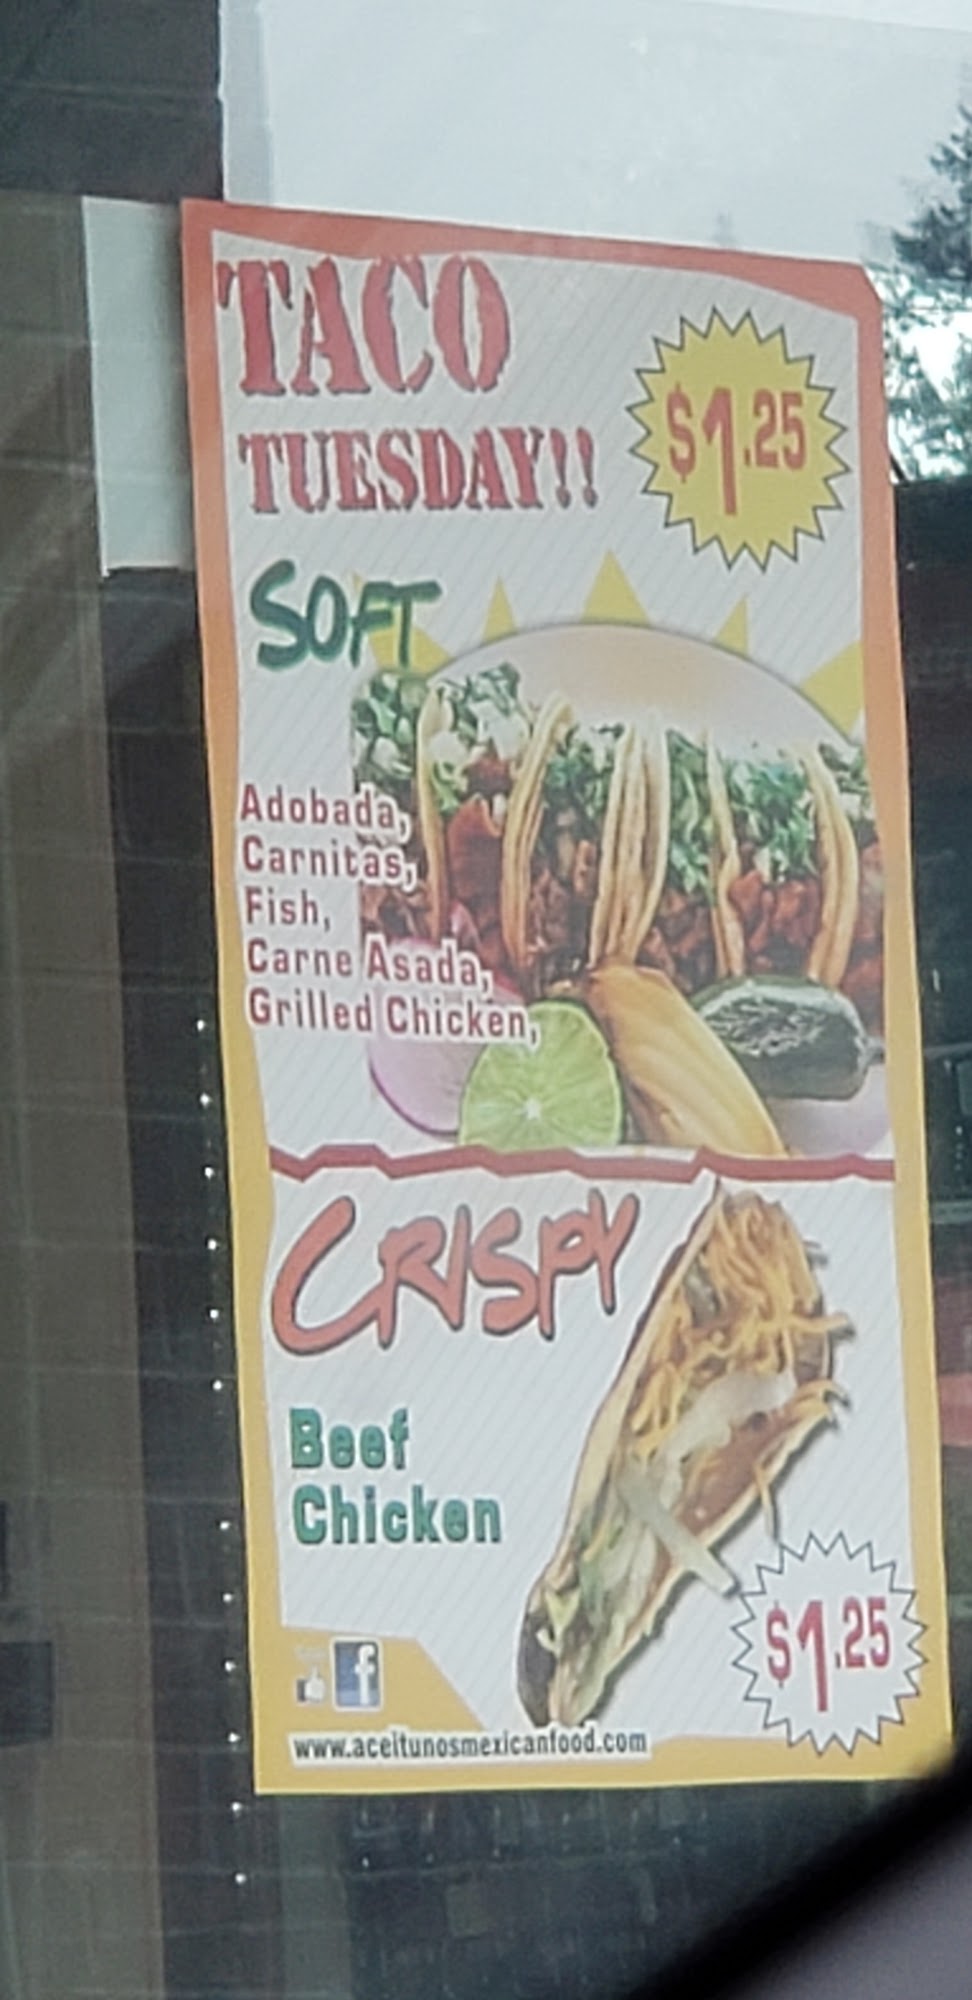 TACO
TUESDAY!!
$1.25
SOFT
Adobada,
Carnitas,
Fish,
Carne Asada,
Grilled Chicken,
CRISPY
Beef
Chicken
$1.25
f
www.aceitunosmexicanfood.com